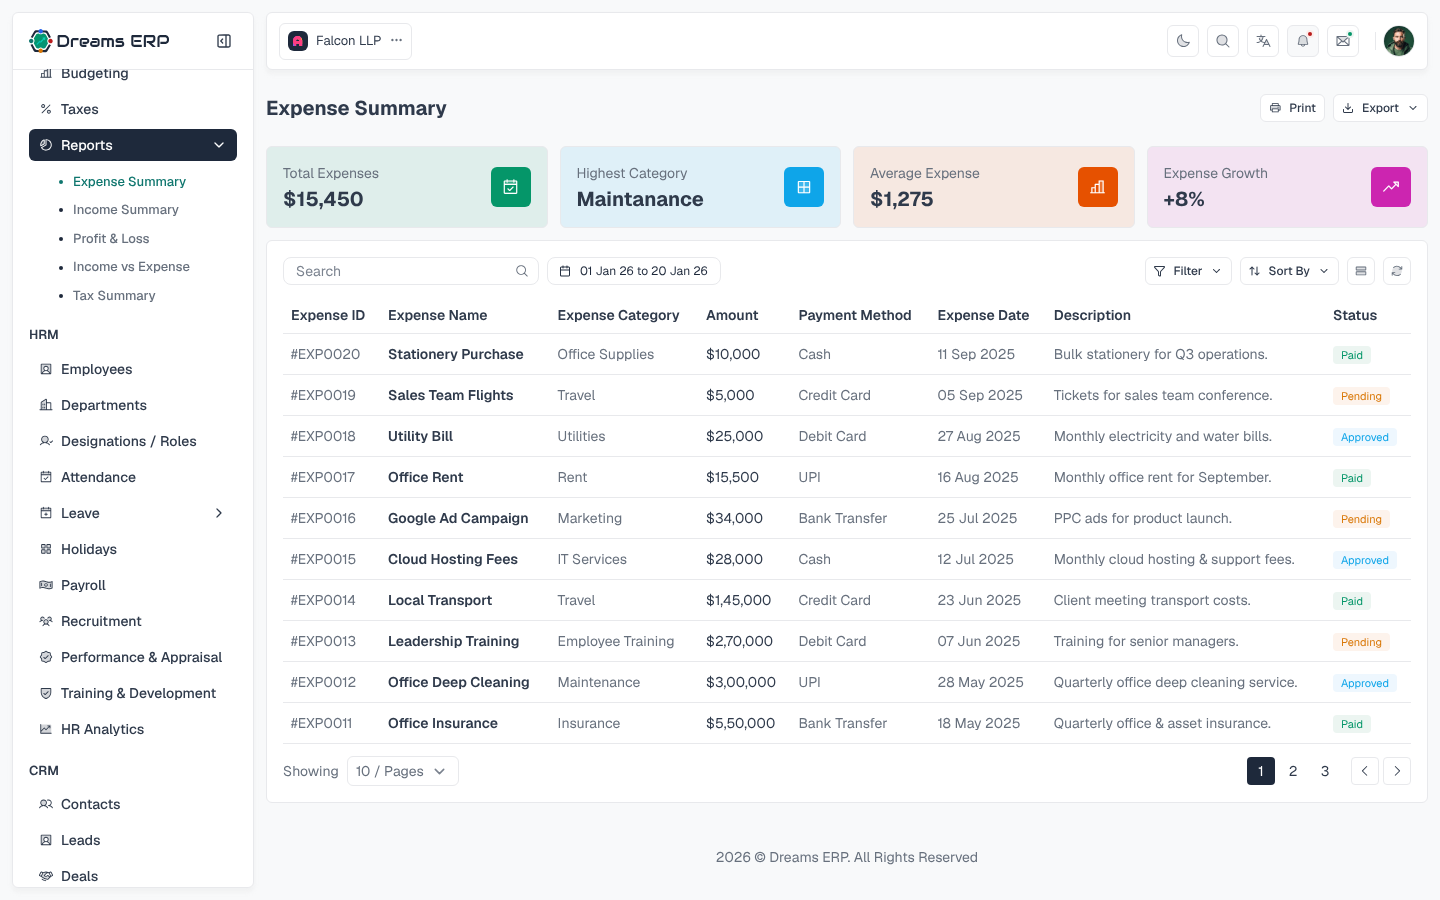 Dreams ERP
Budgeting
Taxes
Reports
Expense Summary
Income Summary
Profit & Loss
Income vs Expense
Tax Summary
HRM
Employees
Departments
Designations / Roles
Attendance
Leave
Holidays
Payroll
Recruitment
Performance & Appraisal
Training & Development
HR Analytics
CRM
Contacts
Leads
Deals
Falcon LLP
Expense Summary
Print
Export
Total Expenses
$15,450
Highest Category
Maintanance
Average Expense
$1,275
Expense Growth
+8%
Search
01 Jan 26 to 20 Jan 26
Filter
Sort By
Expense ID Expense Name Expense Category Amount Payment Method Expense Date Description Status
#EXP0020 Stationery Purchase Office Supplies $10,000 Cash 11 Sep 2025 Bulk stationery for Q3 operations. Paid
#EXP0019 Sales Team Flights Travel $5,000 Credit Card 05 Sep 2025 Tickets for sales team conference. Pending
#EXP0018 Utility Bill Utilities $25,000 Debit Card 27 Aug 2025 Monthly electricity and water bills. Approved
#EXP0017 Office Rent Rent $15,500 UPI 16 Aug 2025 Monthly office rent for September. Paid
#EXP0016 Google Ad Campaign Marketing $34,000 Bank Transfer 25 Jul 2025 PPC ads for product launch. Pending
#EXP0015 Cloud Hosting Fees IT Services $28,000 Cash 12 Jul 2025 Monthly cloud hosting & support fees. Approved
#EXP0014 Local Transport Travel $1,45,000 Credit Card 23 Jun 2025 Client meeting transport costs. Paid
#EXP0013 Leadership Training Employee Training $2,70,000 Debit Card 07 Jun 2025 Training for senior managers. Pending
#EXP0012 Office Deep Cleaning Maintenance $3,00,000 UPI 28 May 2025 Quarterly office deep cleaning service. Approved
#EXP0011 Office Insurance Insurance $5,50,000 Bank Transfer 18 May 2025 Quarterly office & asset insurance. Paid
Showing 10 / Pages
1 2 3
2026 © Dreams ERP. All Rights Reserved